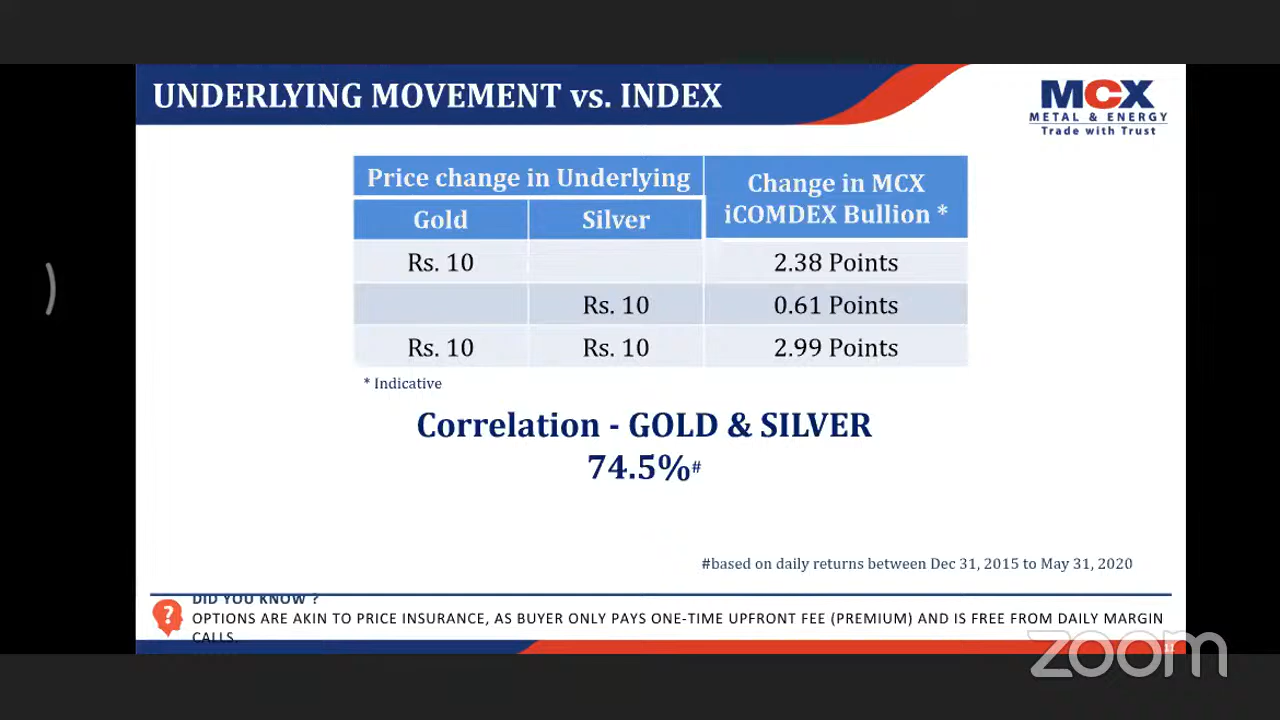 UNDERLYING MOVEMENT vs. INDEX
MCX
METAL & ENERGY
Trade with Trust
Price change in Underlying
Change in MCX
iCOMDEX Bullion *
Gold Silver
Rs. 10 2.38 Points
Rs. 10 0.61 Points
Rs. 10 Rs. 10 2.99 Points
* Indicative
Correlation - GOLD & SILVER
74.5%#
#based on daily returns between Dec 31, 2015 to May 31, 2020
DID YOU KNOW ?
?
OPTIONS ARE AKIN TO PRICE INSURANCE, AS BUYER ONLY PAYS ONE-TIME UPFRONT FEE (PREMIUM) AND IS FREE FROM DAILY MARGIN
CALLS.
zoom